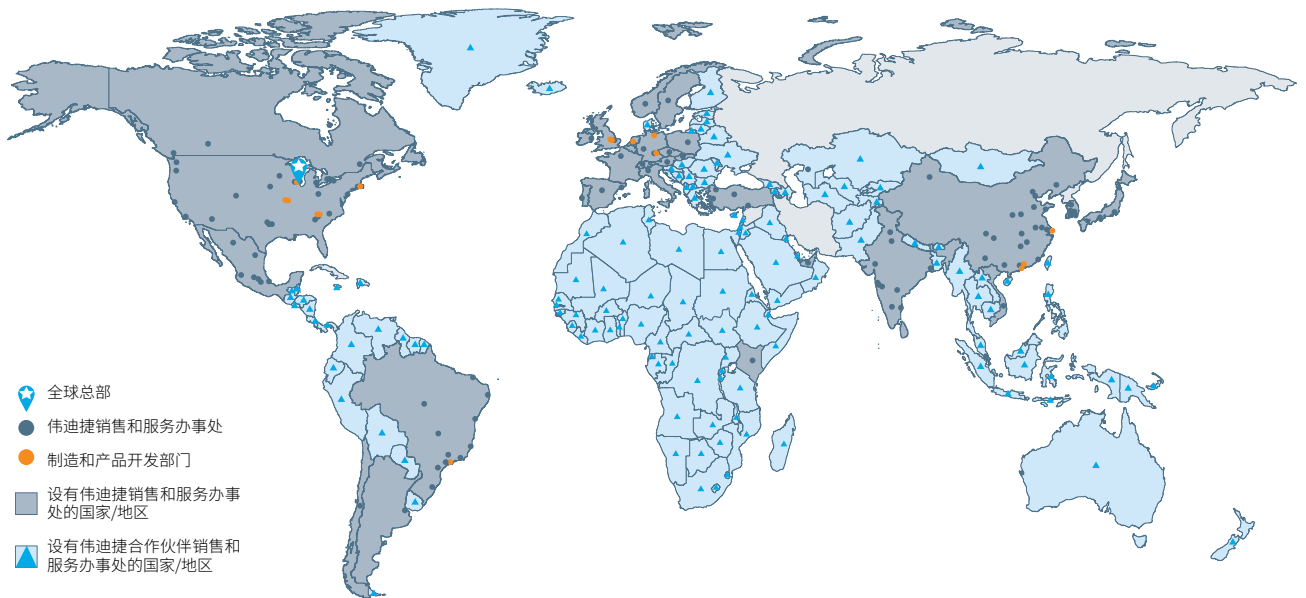 全球总部
伟迪捷销售和服务办事处
制造和产品开发部门
设有伟迪捷销售和服务办事
处的国家/地区
设有伟迪捷合作伙伴销售和
服务办事处的国家/地区